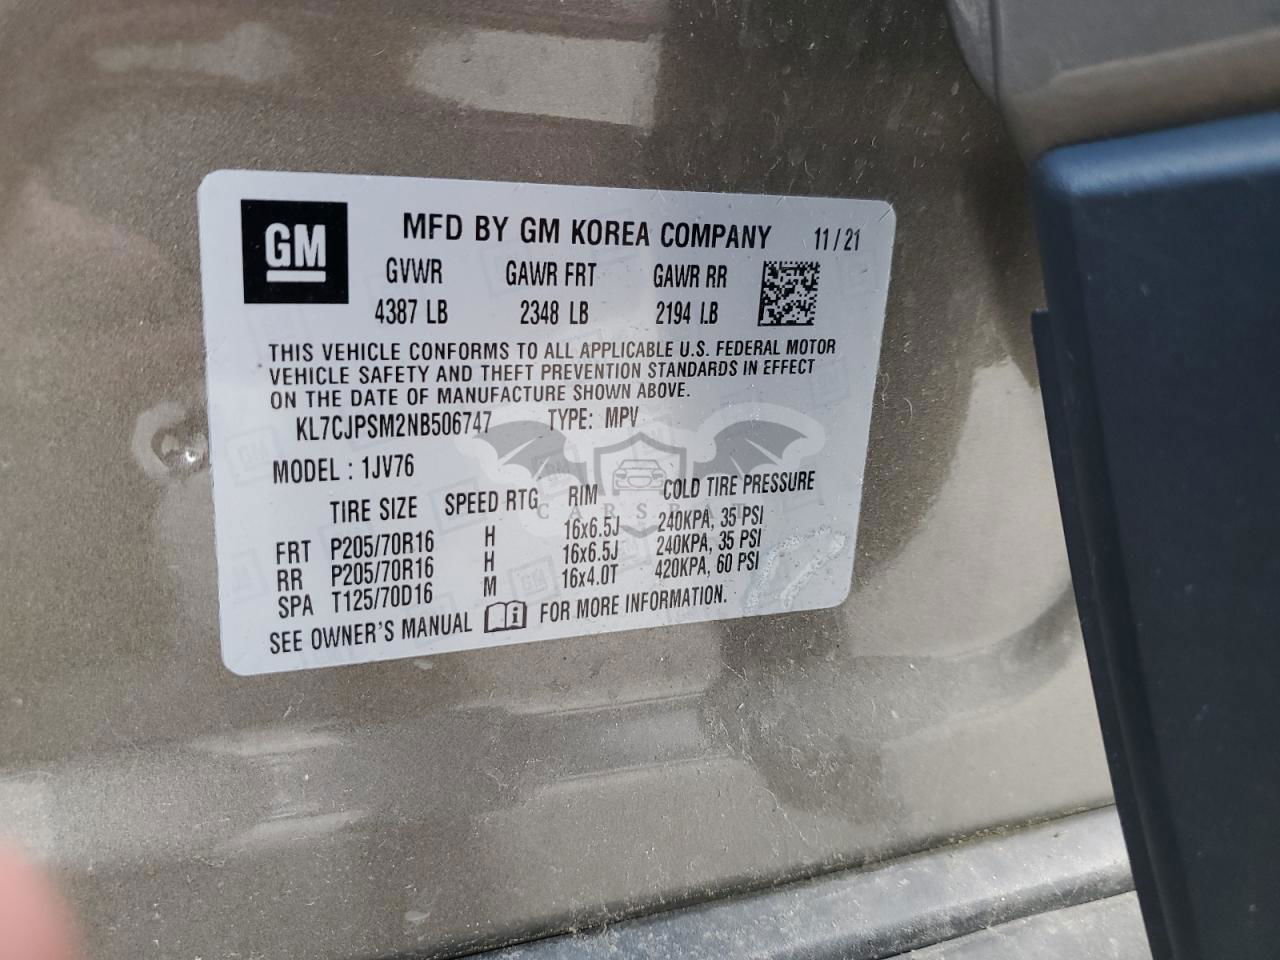 GM MFD BY GM KOREA COMPANY 11/21
GVWR GAWR FRT GAWR RR
4387 LB 2348 LB 2194 LB
THIS VEHICLE CONFORMS TO ALL APPLICABLE U.S. FEDERAL MOTOR
VEHICLE SAFETY AND THEFT PREVENTION STANDARDS IN EFFECT
ON THE DATE OF MANUFACTURE SHOWN ABOVE.
KL7CJPSM2NB506747 TYPE: MPV
MODEL : 1JV76
TIRE SIZE SPEED RTG RIM COLD TIRE PRESSURE
CARSBAT
FRT P205/70R16 H 16x6.5J 240KPA, 35 PSI
RR P205/70R16 H 16x6.5J 240KPA, 35 PSI
SPA T125/70D16 M 16x4.0T 420KPA, 60 PSI
SEE OWNER'S MANUAL i FOR MORE INFORMATION.